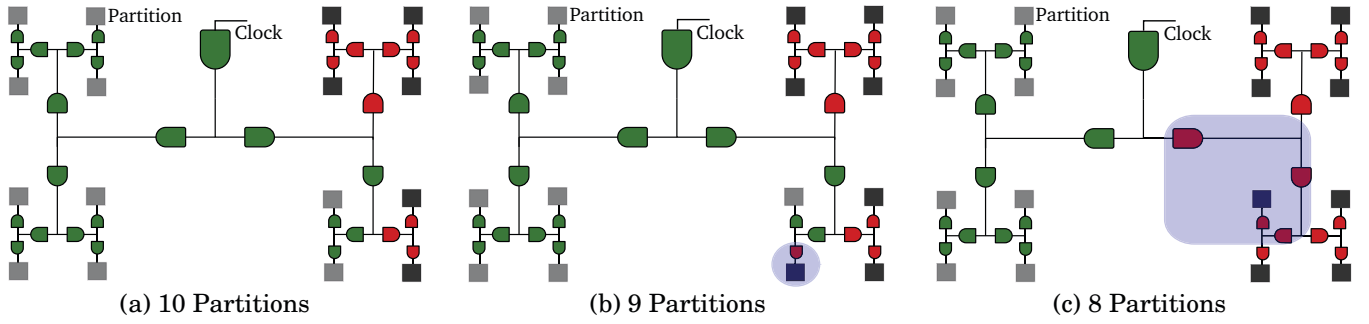 Partition
Clock
(a) 10 Partitions
Partition
Clock
(b) 9 Partitions
Partition
Clock
(c) 8 Partitions